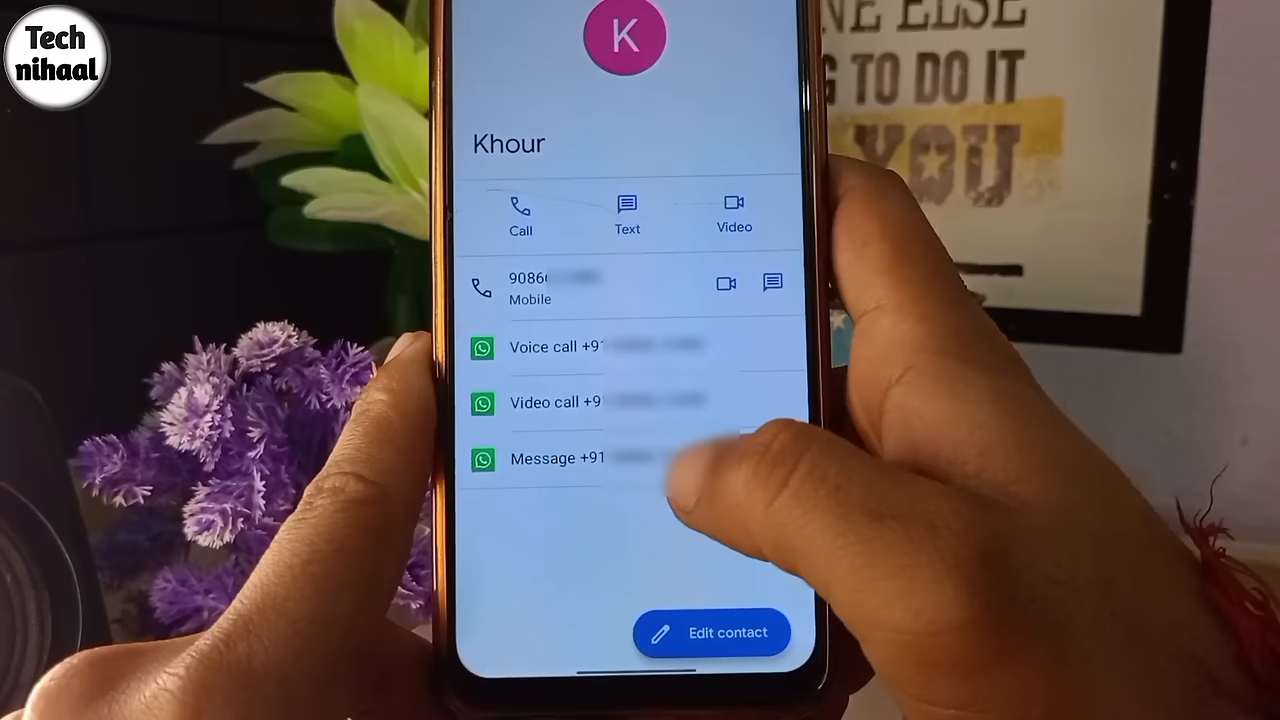 Tech
nihaal
K
Khour
Call
Text
Video
9086
Mobile
Voice call +91
Video call +9
Message +91
Edit contact
NE ELSE
G TO DO IT
YOU